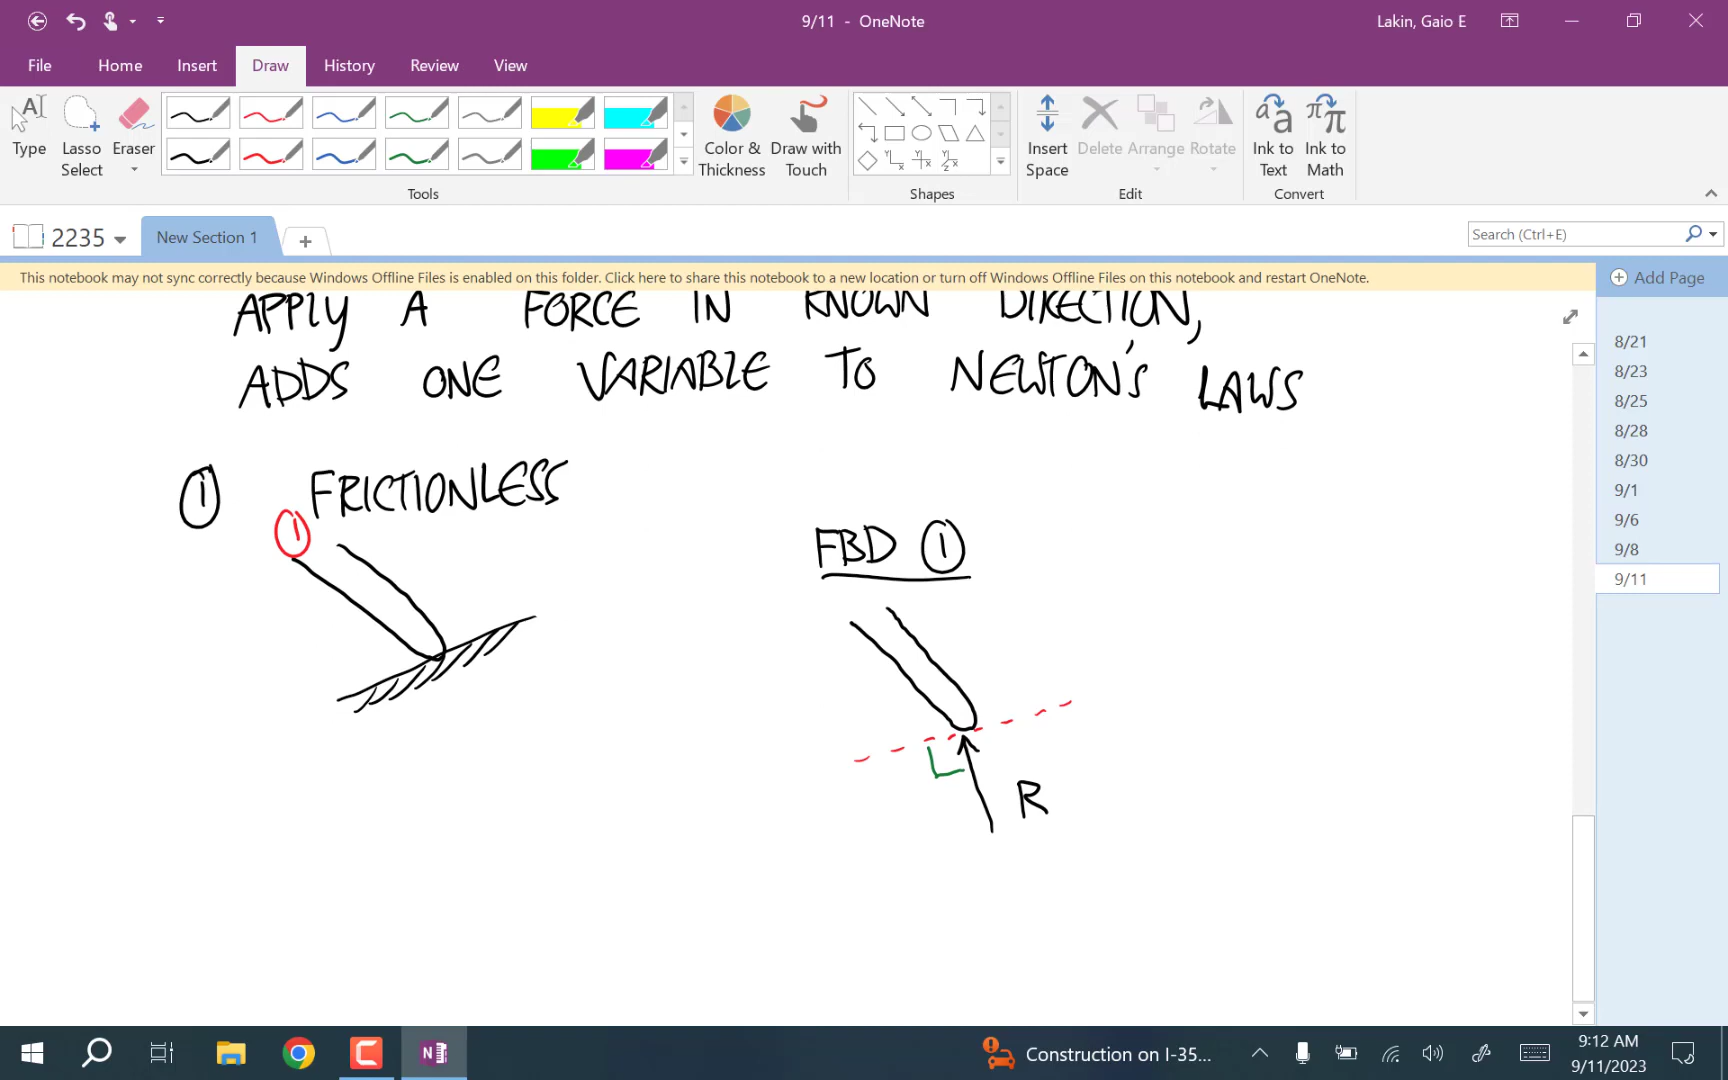 9/11 - OneNote
Lakin, Gaio E
File Home Insert Draw History Review View
Type
Lasso Select
Eraser
Color & Thickness
Draw with Touch
Insert Space
Delete
Arrange
Rotate
Ink to Text
Ink to Math
Tools
Shapes
Edit
Convert
2235
New Section 1
Search (Ctrl+E)
This notebook may not sync correctly because Windows Offline Files is enabled on this folder. Click here to share this notebook to a new location or turn off Windows Offline Files on this notebook and restart OneNote.
Add Page
8/21
8/23
8/25
8/28
8/30
9/1
9/6
9/8
9/11
APPLY A FORCE IN KNOWN DIRECTION,
ADDS ONE VARIABLE TO NEWTON'S LAWS
① FRICTIONLESS
①
FBD ①
R
Construction on I-35...
9:12 AM
9/11/2023